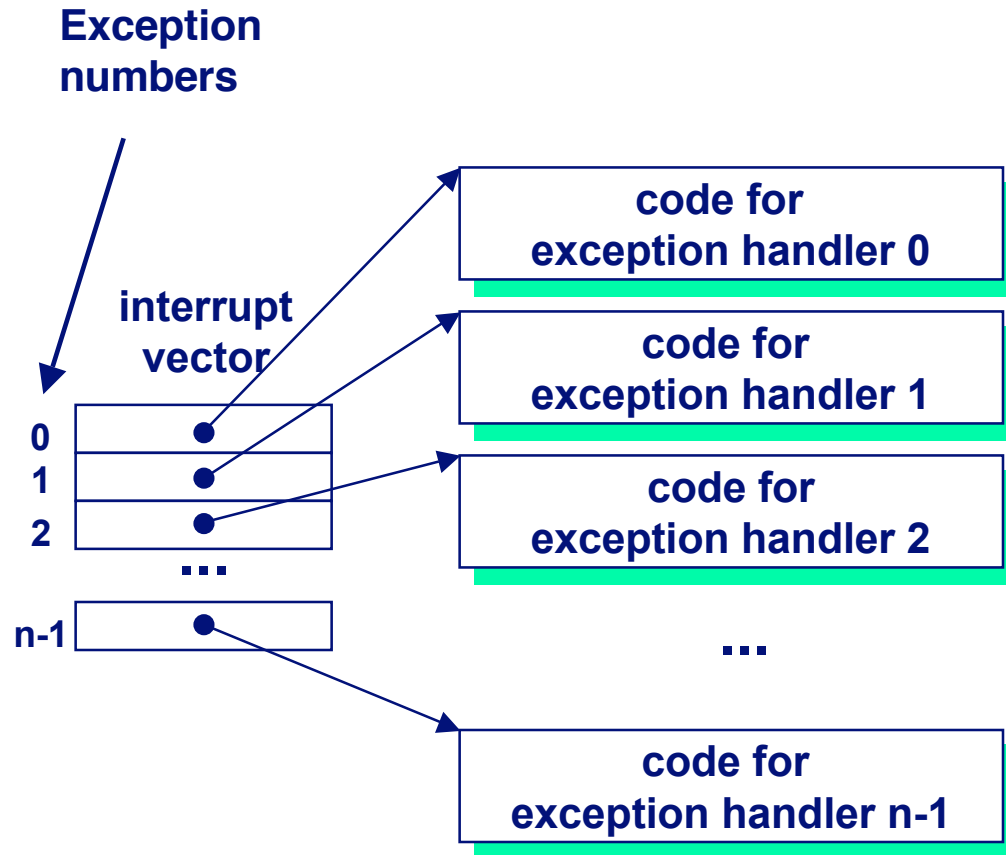 Exception
numbers
code for
exception handler 0
interrupt
vector
code for
exception handler 1
0
1
2
...
n-1
code for
exception handler 2
...
code for
exception handler n-1